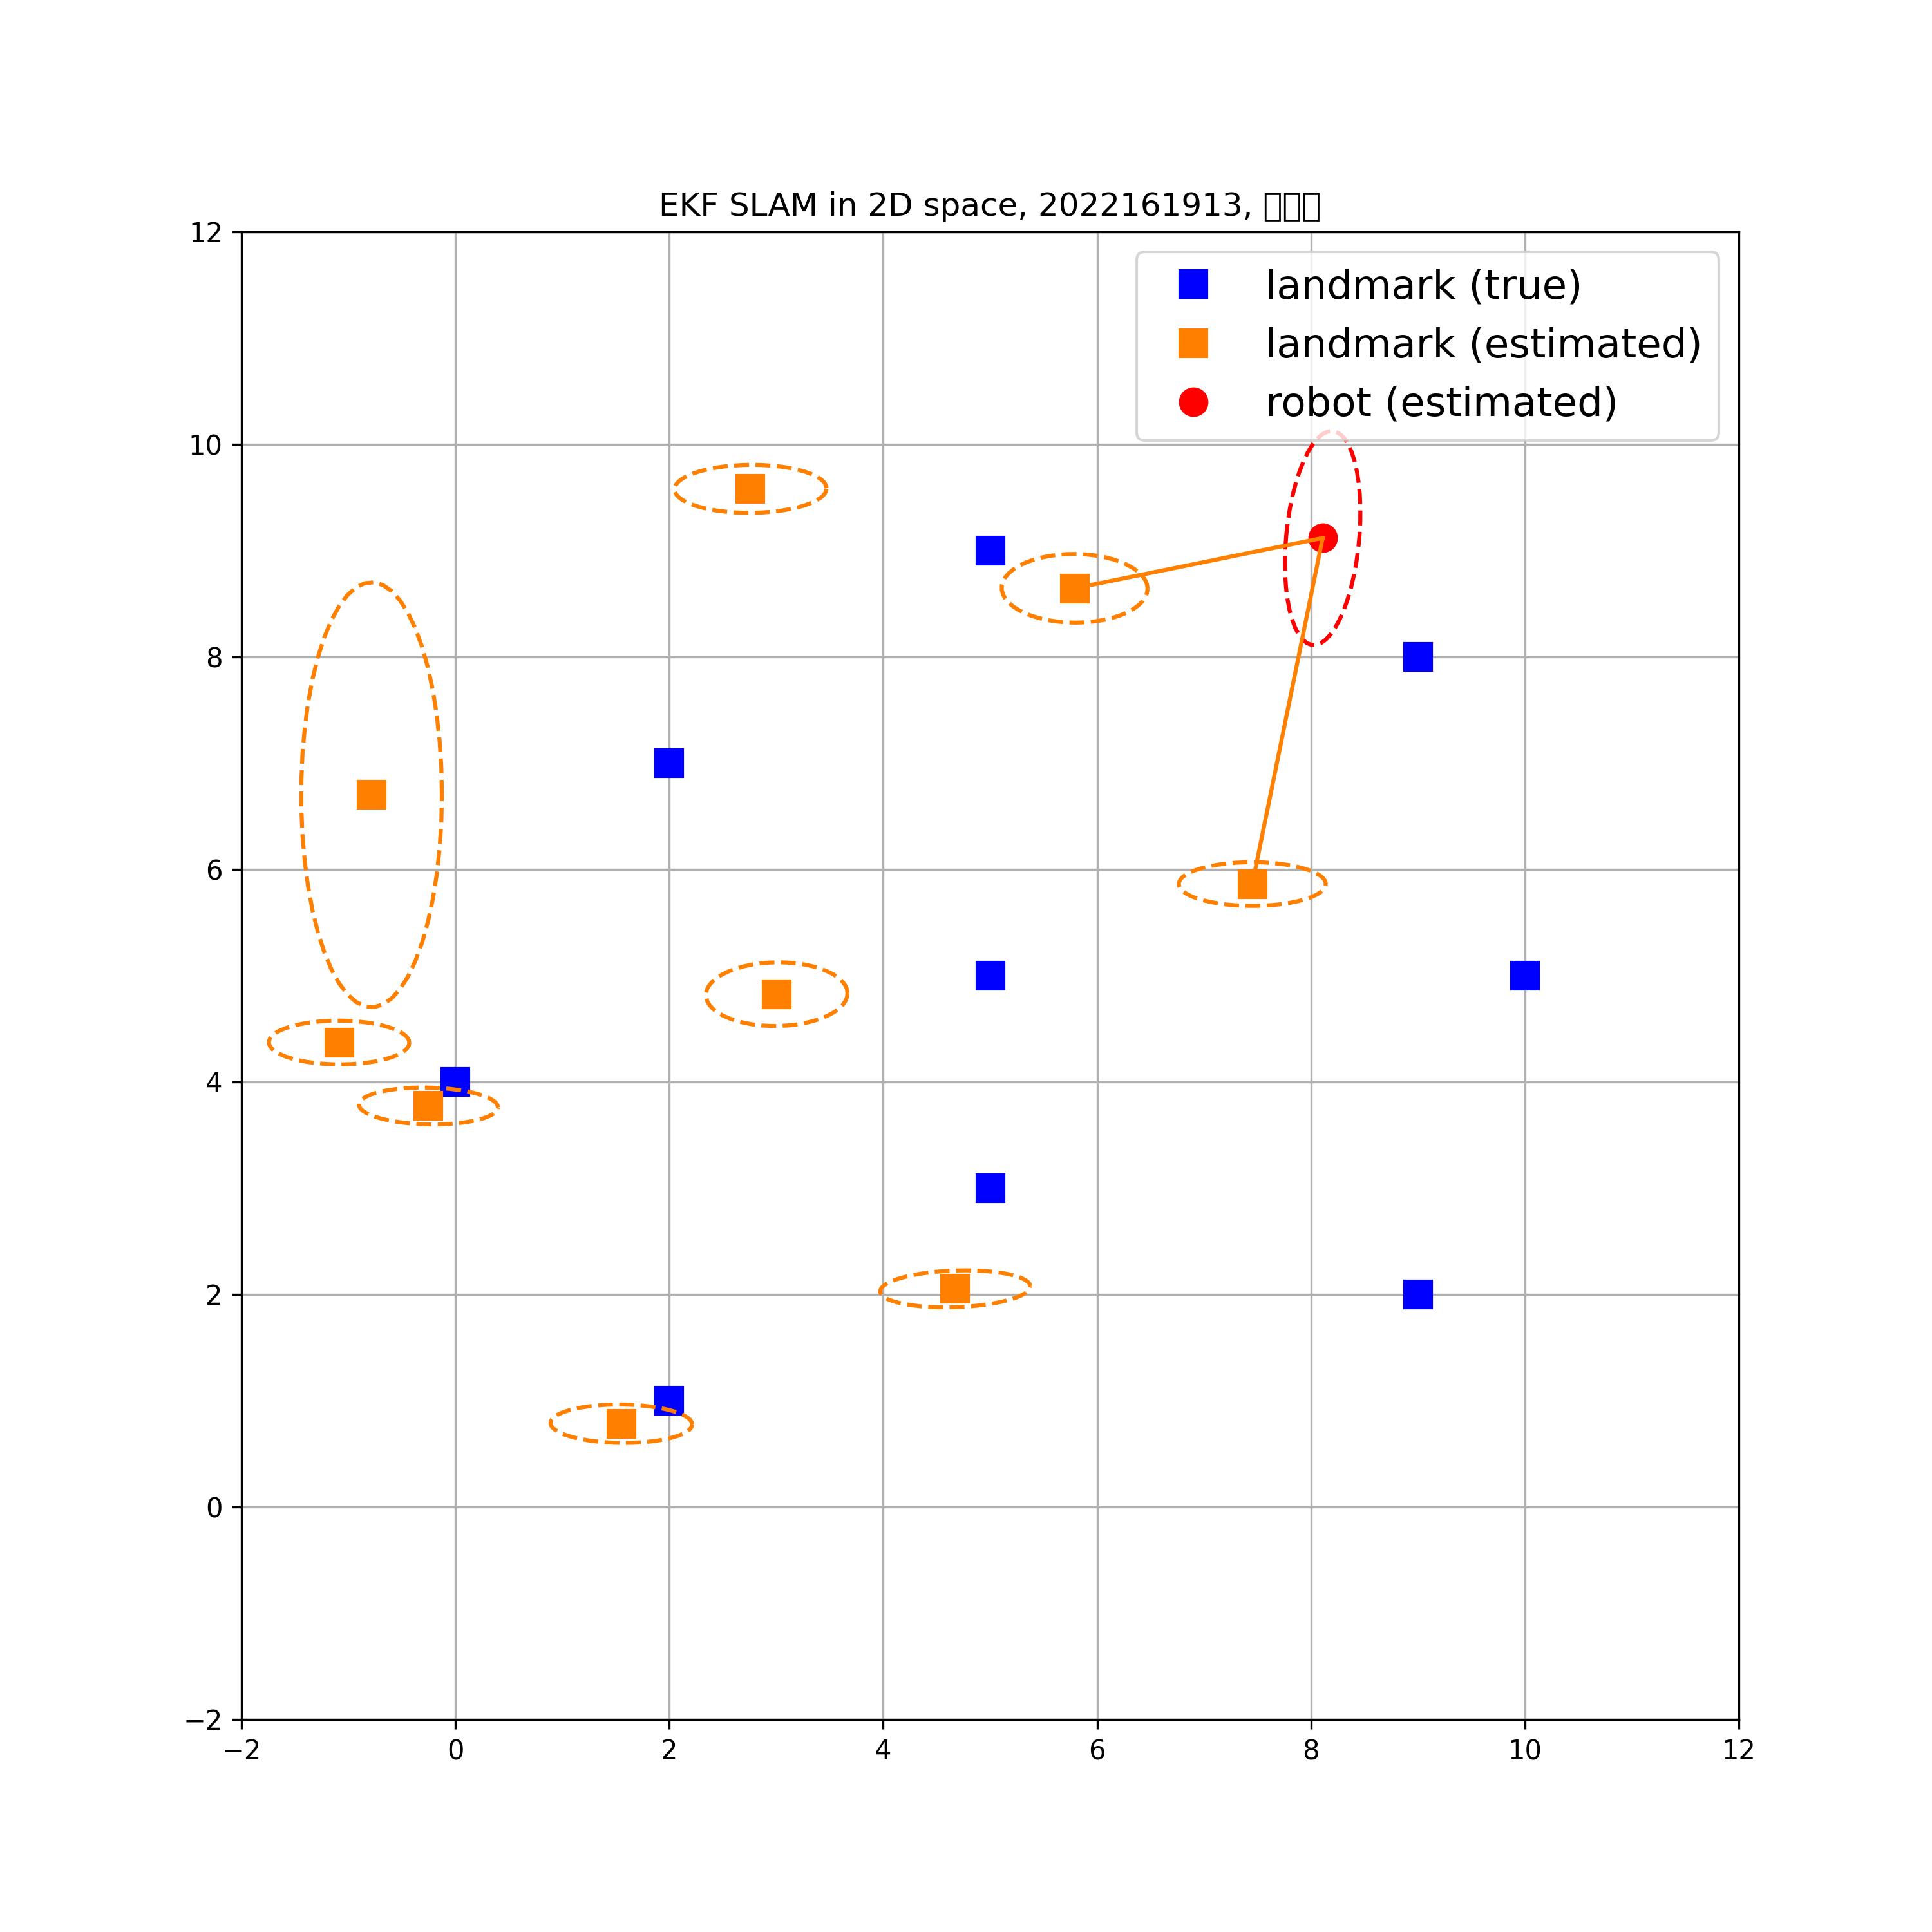 EKF SLAM in 2D space, 2022161913,
landmark (true)
landmark (estimated)
robot (estimated)
12
10
8
6
4
2
0
−2
−2 0 2 4 6 8 10 12